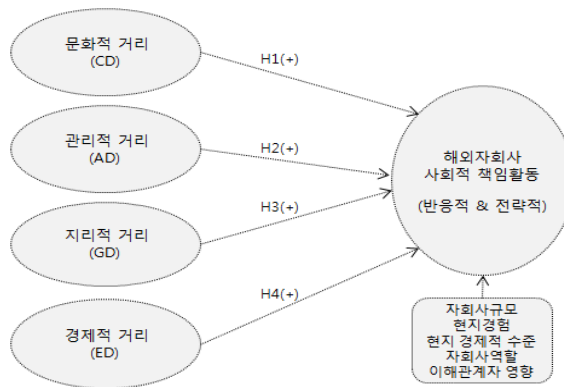 문화적 거리
(CD)
H1(+)
관리적 거리
(AD)
H2(+)
해외자회사
사회적 책임활동
(반응적 & 전략적)
지리적 거리
(GD)
H3(+)
경제적 거리
(ED)
H4(+)
자회사규모
현지경험
현지 경제적 수준
자회사역할
이해관계자 영향